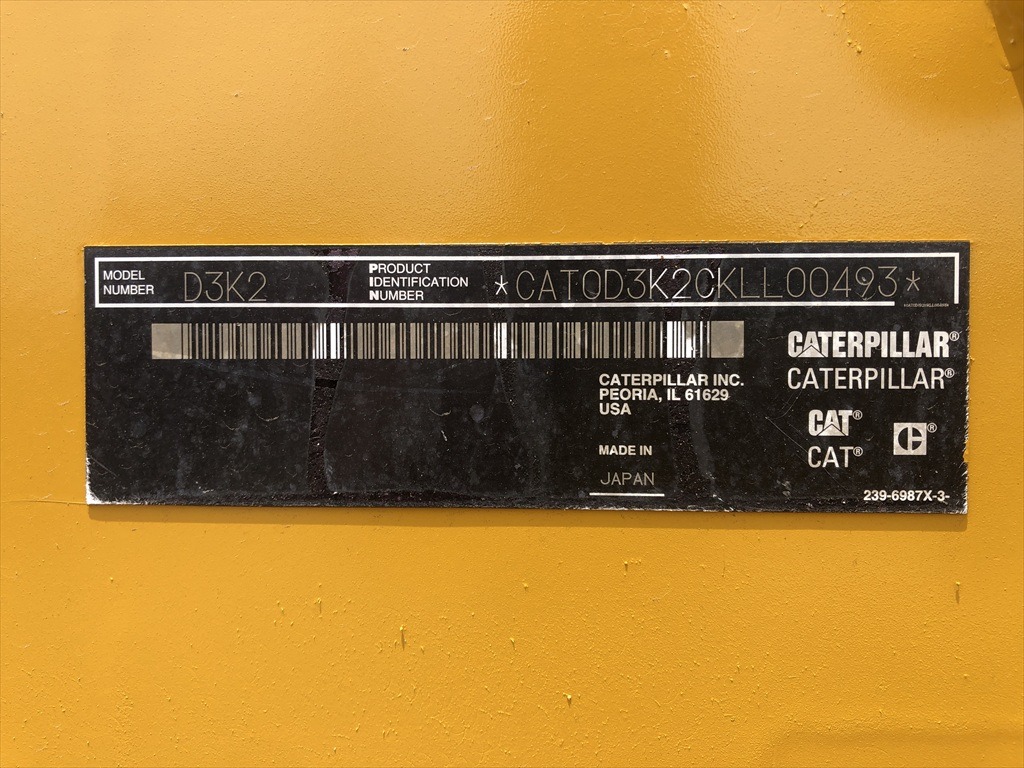 MODEL NUMBER D3K2
PRODUCT IDENTIFICATION NUMBER *CAT0D3K2CKLL00493*
CATERPILLAR®
CATERPILLAR®
CATERPILLAR INC.
PEORIA, IL 61629
USA
CAT®
CAT®
C®
MADE IN
JAPAN
239-6987X-3-